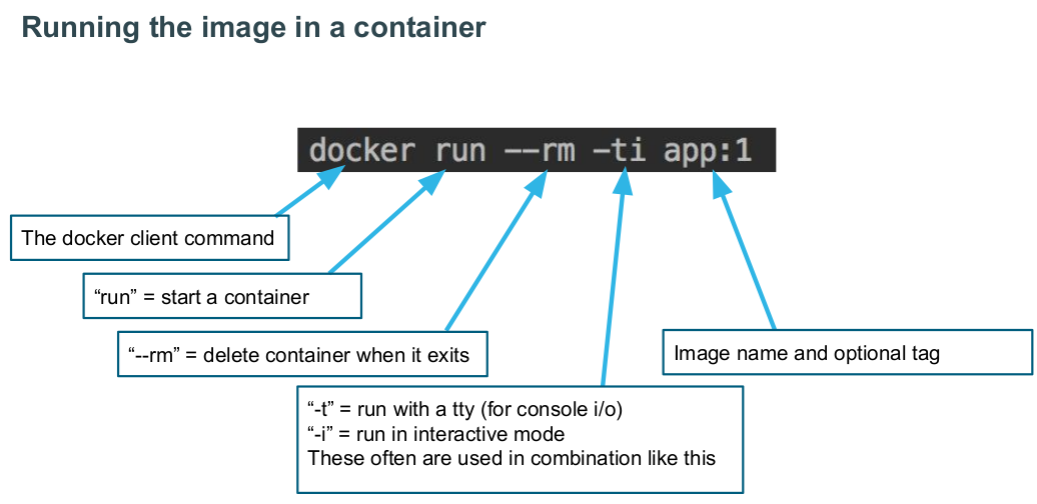 Running the image in a container
docker run --rm -ti app:1
The docker client command
“run” = start a container
“--rm” = delete container when it exits
Image name and optional tag
“-t” = run with a tty (for console i/o)
“-i” = run in interactive mode
These often are used in combination like this